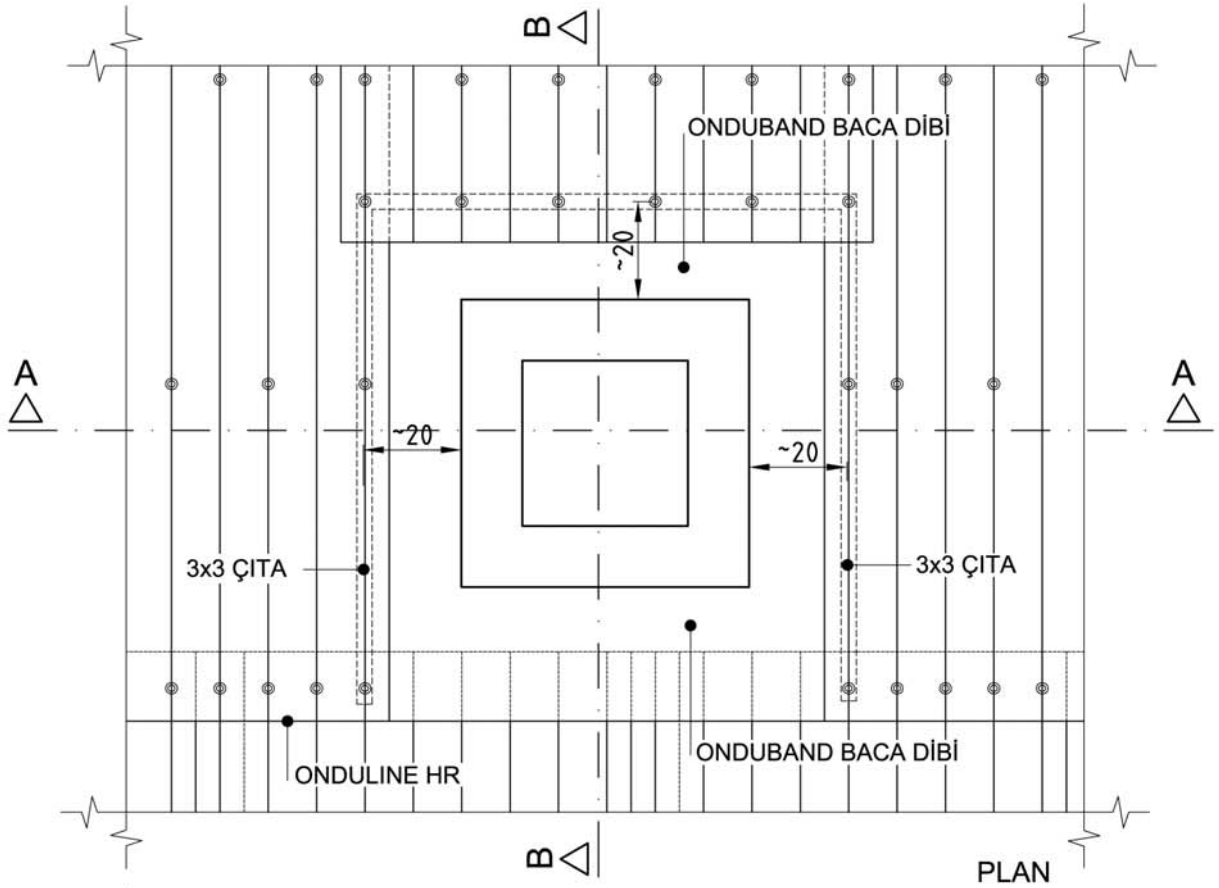 B
ONDUBAND BACA DİBİ
~20
A
A
~20
~20
3x3 ÇITA
3x3 ÇITA
ONDUBAND BACA DİBİ
ONDULINE HR
B
PLAN